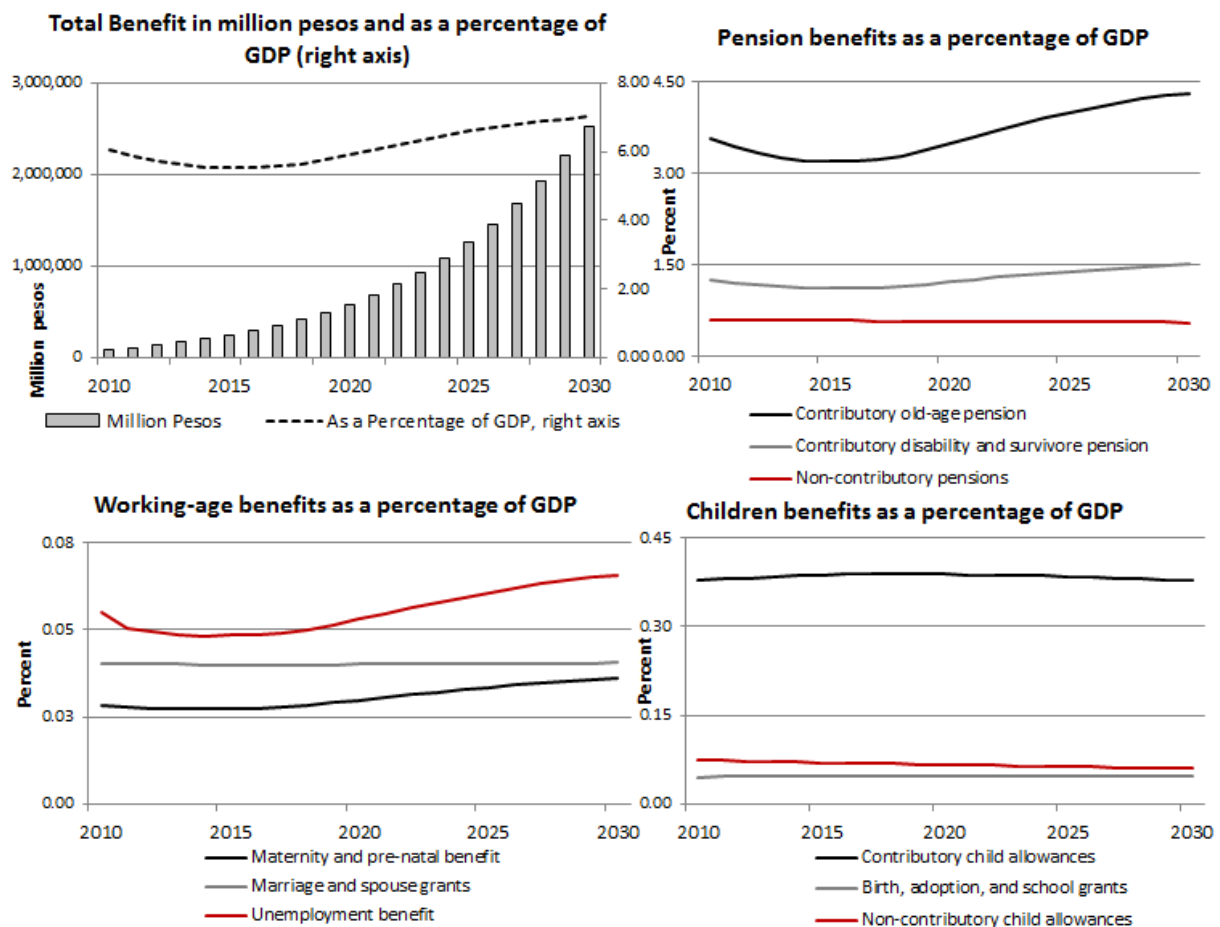 Total Benefit in million pesos and as a percentage of
GDP (right axis)
3,000,000
2,000,000
1,000,000
0
8.00
6.00
4.00
2.00
0.00
Million pesos
2010 2015 2020 2025 2030
Million Pesos As a Percentage of GDP, right axis
Pension benefits as a percentage of GDP
4.50
3.00
1.50
0.00
Percent
2010 2015 2020 2025 2030
Contributory old-age pension
Contributory disability and survivore pension
Non-contributory pensions
Working-age benefits as a percentage of GDP
0.08
0.05
0.03
0.00
Percent
2010 2015 2020 2025 2030
Maternity and pre-natal benefit
Marriage and spouse grants
Unemployment benefit
Children benefits as a percentage of GDP
0.45
0.30
0.15
0.00
Percent
2010 2015 2020 2025 2030
Contributory child allowances
Birth, adoption, and school grants
Non-contributory child allowances